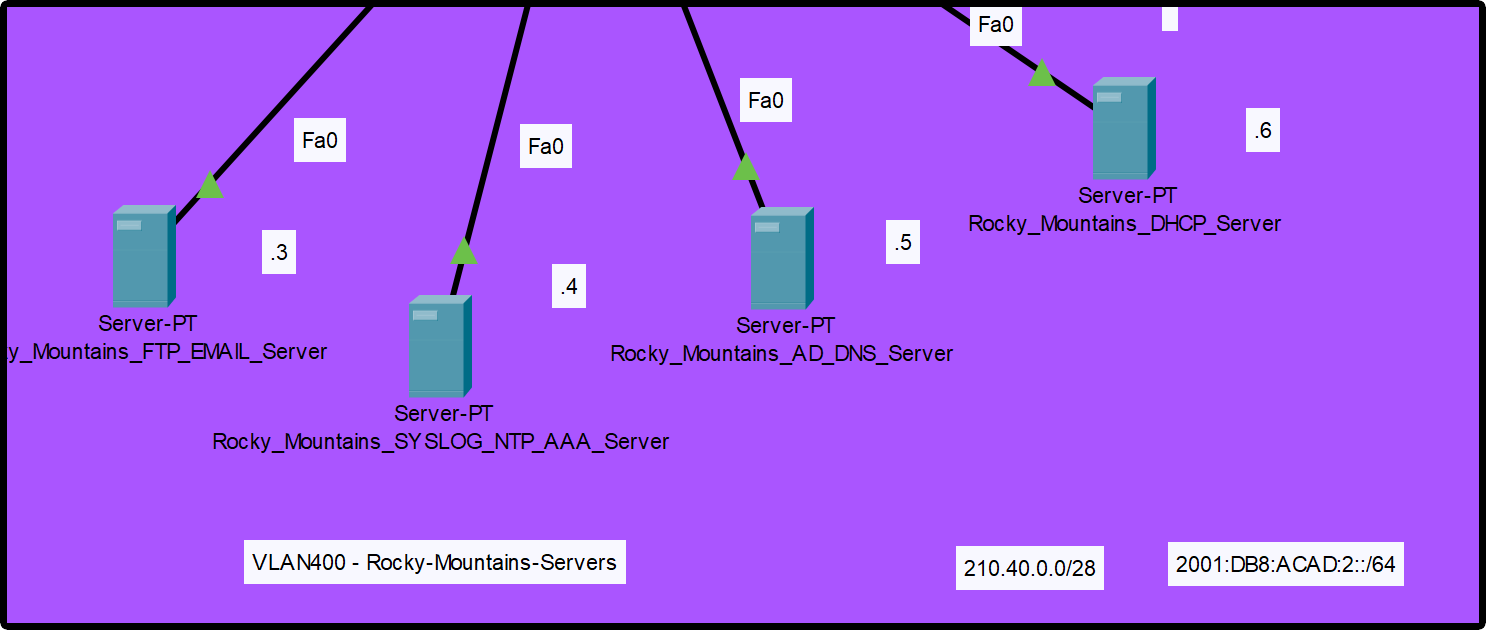 Fa0
.6
Server-PT
Rocky_Mountains_DHCP_Server
Fa0
.5
Server-PT
Rocky_Mountains_AD_DNS_Server
Fa0
.4
Server-PT
Rocky_Mountains_SYSLOG_NTP_AAA_Server
Fa0
.3
Server-PT
y_Mountains_FTP_EMAIL_Server
VLAN400 - Rocky-Mountains-Servers
210.40.0.0/28
2001:DB8:ACAD:2::/64